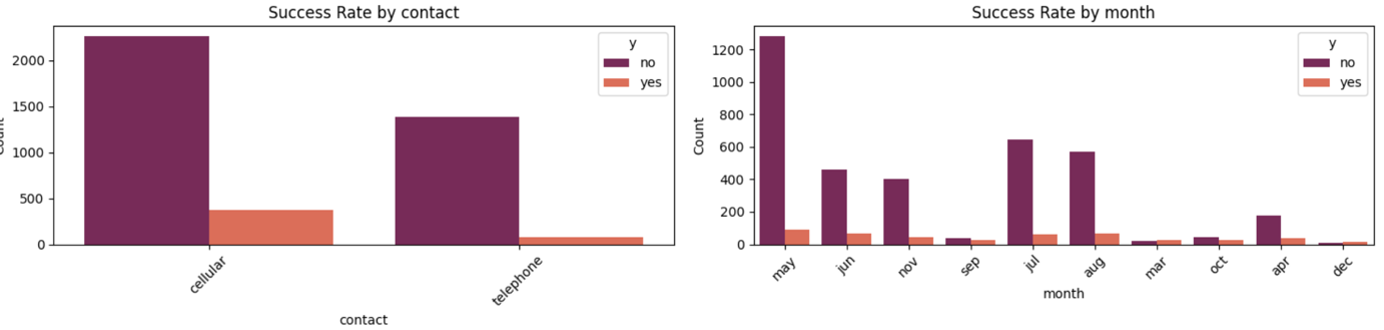 Success Rate by contact
y
no
yes
2000
1500
1000
500
0
cellular
telephone
contact
Success Rate by month
y
no
yes
Count
1200
1000
800
600
400
200
0
may
jun
nov
sep
jul
aug
mar
oct
apr
dec
month